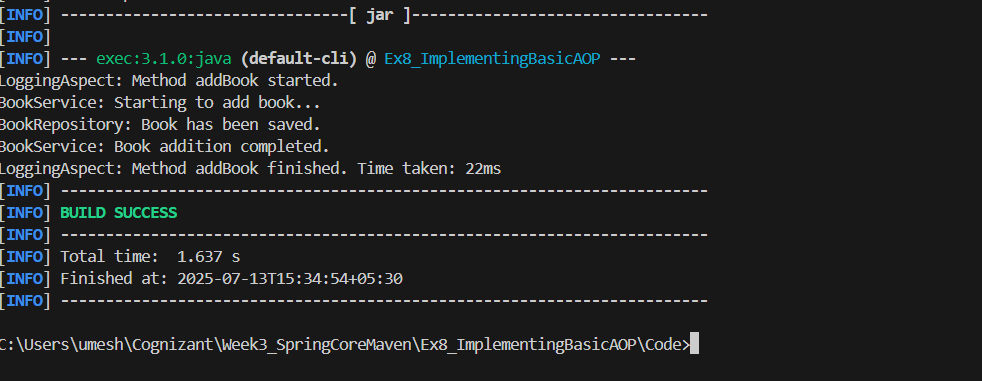 [INFO] --------------------------------[ jar ]---------------------------------
[INFO]
[INFO] --- exec:3.1.0:java (default-cli) @ Ex8_ImplementingBasicAOP ---
LoggingAspect: Method addBook started.
BookService: Starting to add book...
BookRepository: Book has been saved.
BookService: Book addition completed.
LoggingAspect: Method addBook finished. Time taken: 22ms
[INFO] ------------------------------------------------------------------------
[INFO] BUILD SUCCESS
[INFO] ------------------------------------------------------------------------
[INFO] Total time:  1.637 s
[INFO] Finished at: 2025-07-13T15:34:54+05:30
[INFO] ------------------------------------------------------------------------
C:\Users\umesh\Cognizant\Week3_SpringCoreMaven\Ex8_ImplementingBasicAOP\Code>